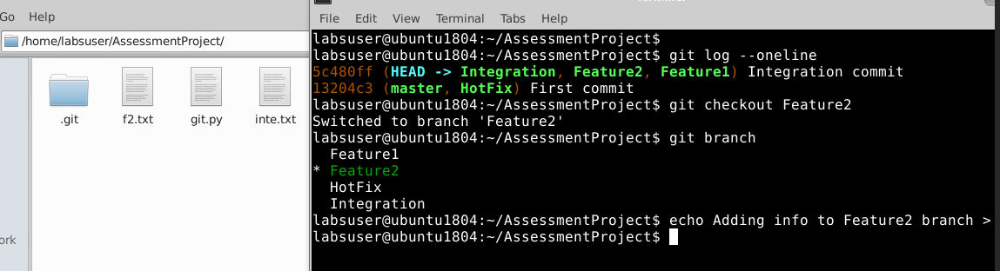 Go Help
/home/labsuser/AssessmentProject/
.git f2.txt git.py inte.txt
ork
File Edit View Terminal Tabs Help
labsuser@ubuntu1804:~/AssessmentProject$
labsuser@ubuntu1804:~/AssessmentProject$ git log --oneline
5c480ff (HEAD -> Integration, Feature2, Feature1) Integration commit
13204c3 (master, HotFix) First commit
labsuser@ubuntu1804:~/AssessmentProject$ git checkout Feature2
Switched to branch 'Feature2'
labsuser@ubuntu1804:~/AssessmentProject$ git branch
  Feature1
* Feature2
  HotFix
  Integration
labsuser@ubuntu1804:~/AssessmentProject$ echo Adding info to Feature2 branch >
labsuser@ubuntu1804:~/AssessmentProject$